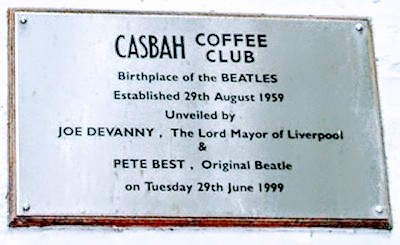 CASBAH COFFEE CLUB
Birthplace of the BEATLES
Established 29th August 1959
Unveiled by
JOE DEVANNY , The Lord Mayor of Liverpool
&
PETE BEST , Original Beatle
on Tuesday 29th June 1999